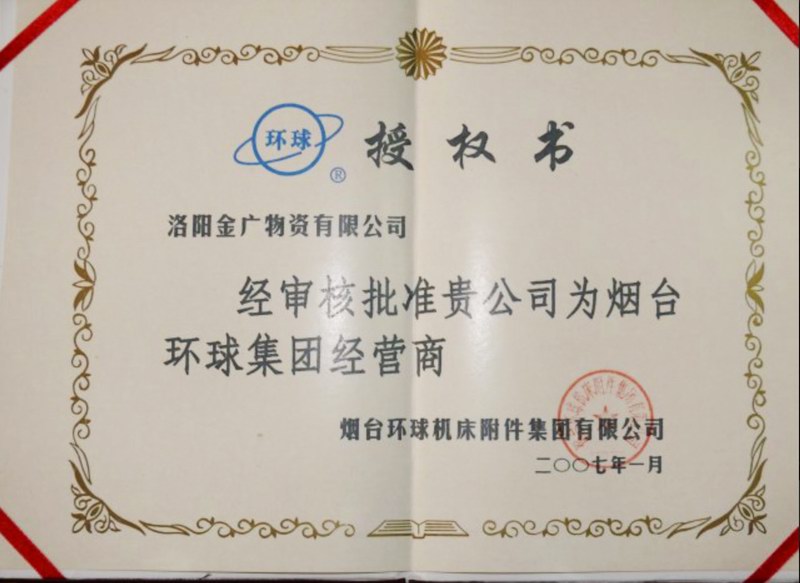 环球 ® 授权书
洛阳金广物资有限公司
经审核批准贵公司为烟台
环球集团经营商
烟台环球机床附件集团有限公司
二〇〇七年一月